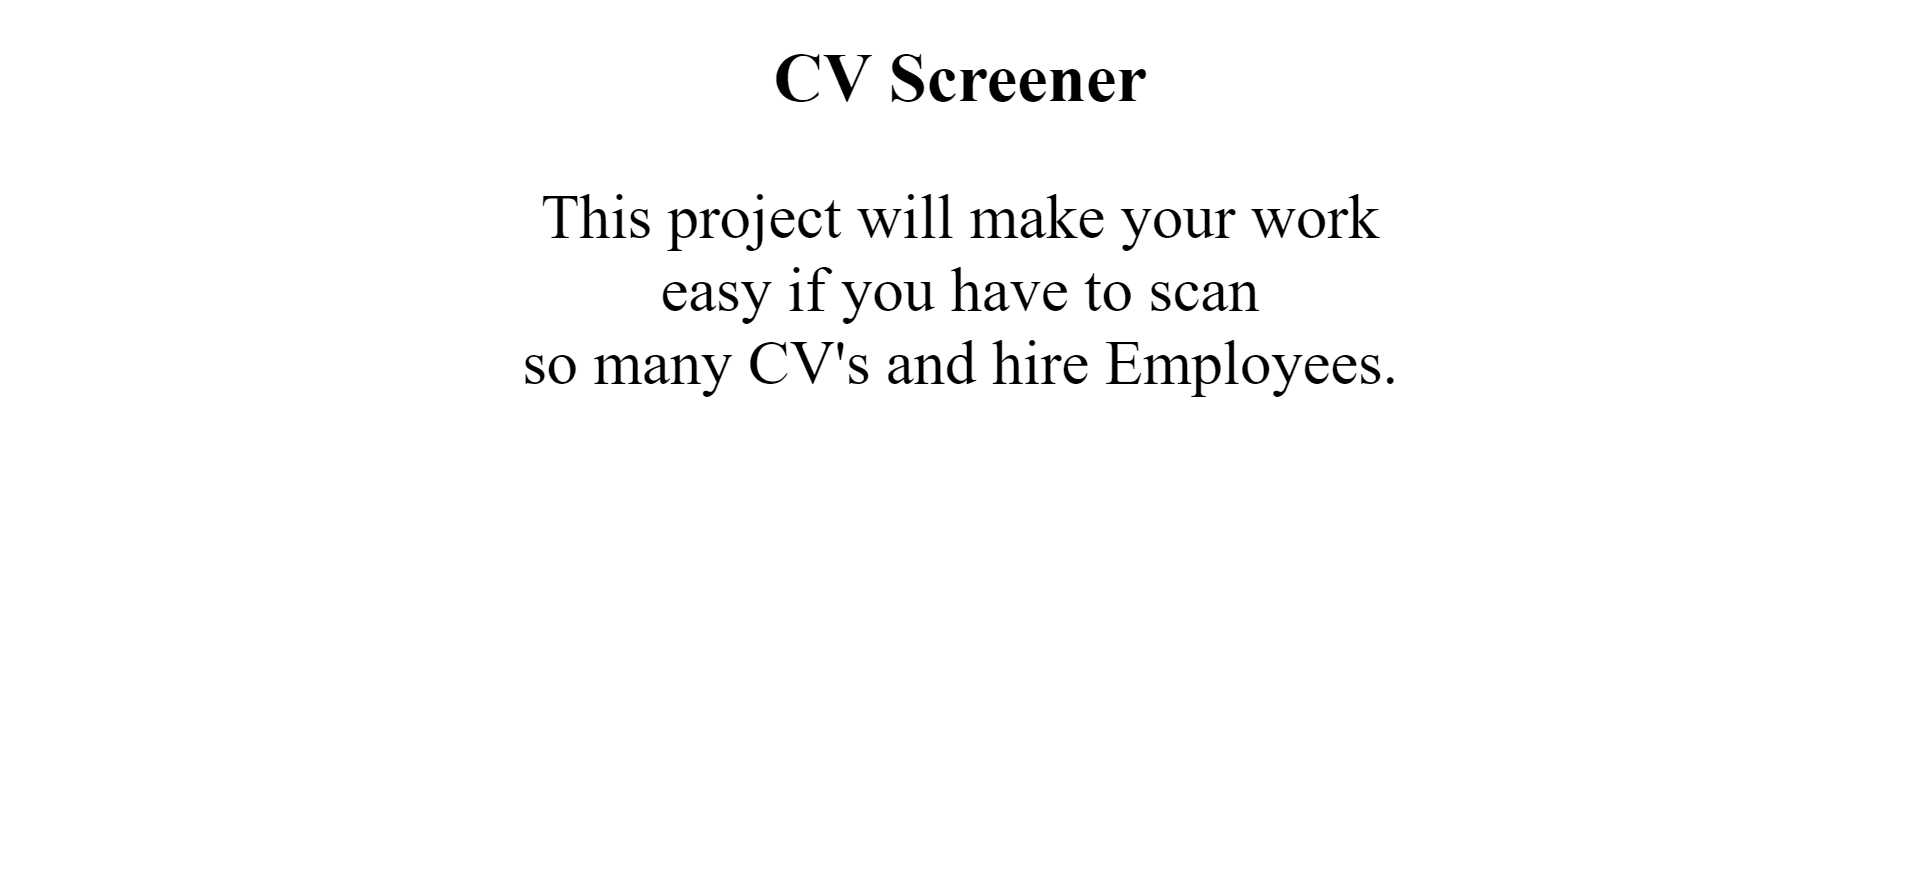 CV Screener
This project will make your work
easy if you have to scan
so many CV's and hire Employees.